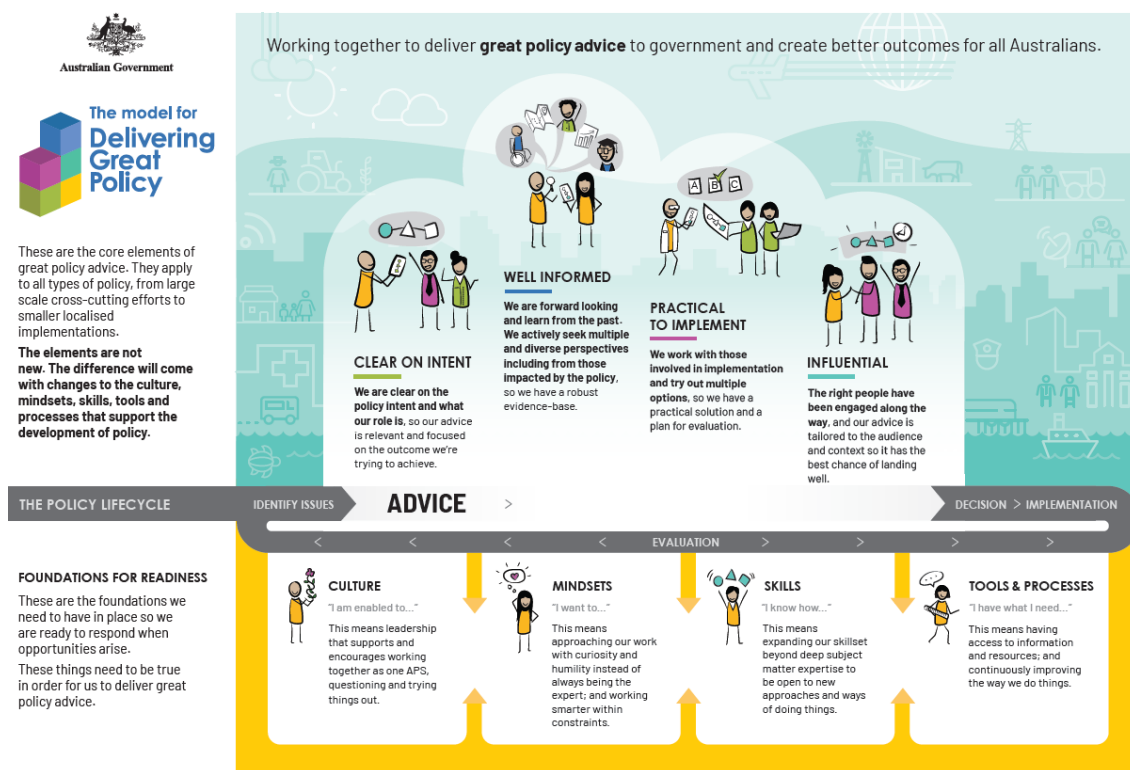 Australian Government
The model for
Delivering
Great
Policy
These are the core elements of
great policy advice. They apply
to all types of policy, from large
scale cross-cutting efforts to
smaller localised
implementations.
The elements are not
new. The difference will come
with changes to the culture,
mindsets, skills, tools and
processes that support the
development of policy.
Working together to deliver great policy advice to government and create better outcomes for all Australians.
CLEAR ON INTENT
We are clear on the
policy intent and what
our role is, so our advice
is relevant and focused
on the outcome we're
trying to achieve.
WELL INFORMED
We are forward looking
and learn from the past.
We actively seek multiple
and diverse perspectives
including from those
impacted by the policy,
so we have a robust
evidence-base.
A B C
PRACTICAL
TO IMPLEMENT
We work with those
involved in implementation
and try out multiple
options, so we have a
practical solution and a
plan for evaluation.
INFLUENTIAL
The right people have
been engaged along the
way, and our advice is
tailored to the audience
and context so it has the
best chance of landing
well.
THE POLICY LIFECYCLE
IDENTIFY ISSUES
ADVICE >
DECISION > IMPLEMENTATION
< < < < EVALUATION > > > >
FOUNDATIONS FOR READINESS
These are the foundations we
need to have in place so we
are ready to respond when
opportunities arise.
These things need to be true
in order for us to deliver great
policy advice.
CULTURE
"I am enabled to..."
This means leadership
that supports and
encourages working
together as one APS,
questioning and trying
things out.
MINDSETS
"I want to..."
This means
approaching our work
with curiosity and
humility instead of
always being the
expert; and working
smarter within
constraints.
SKILLS
"I know how..."
This means
expanding our skillset
beyond deep subject
matter expertise to
be open to new
approaches and ways
of doing things.
TOOLS & PROCESSES
"I have what I need..."
This means having
access to information
and resources; and
continuously improving
the way we do things.